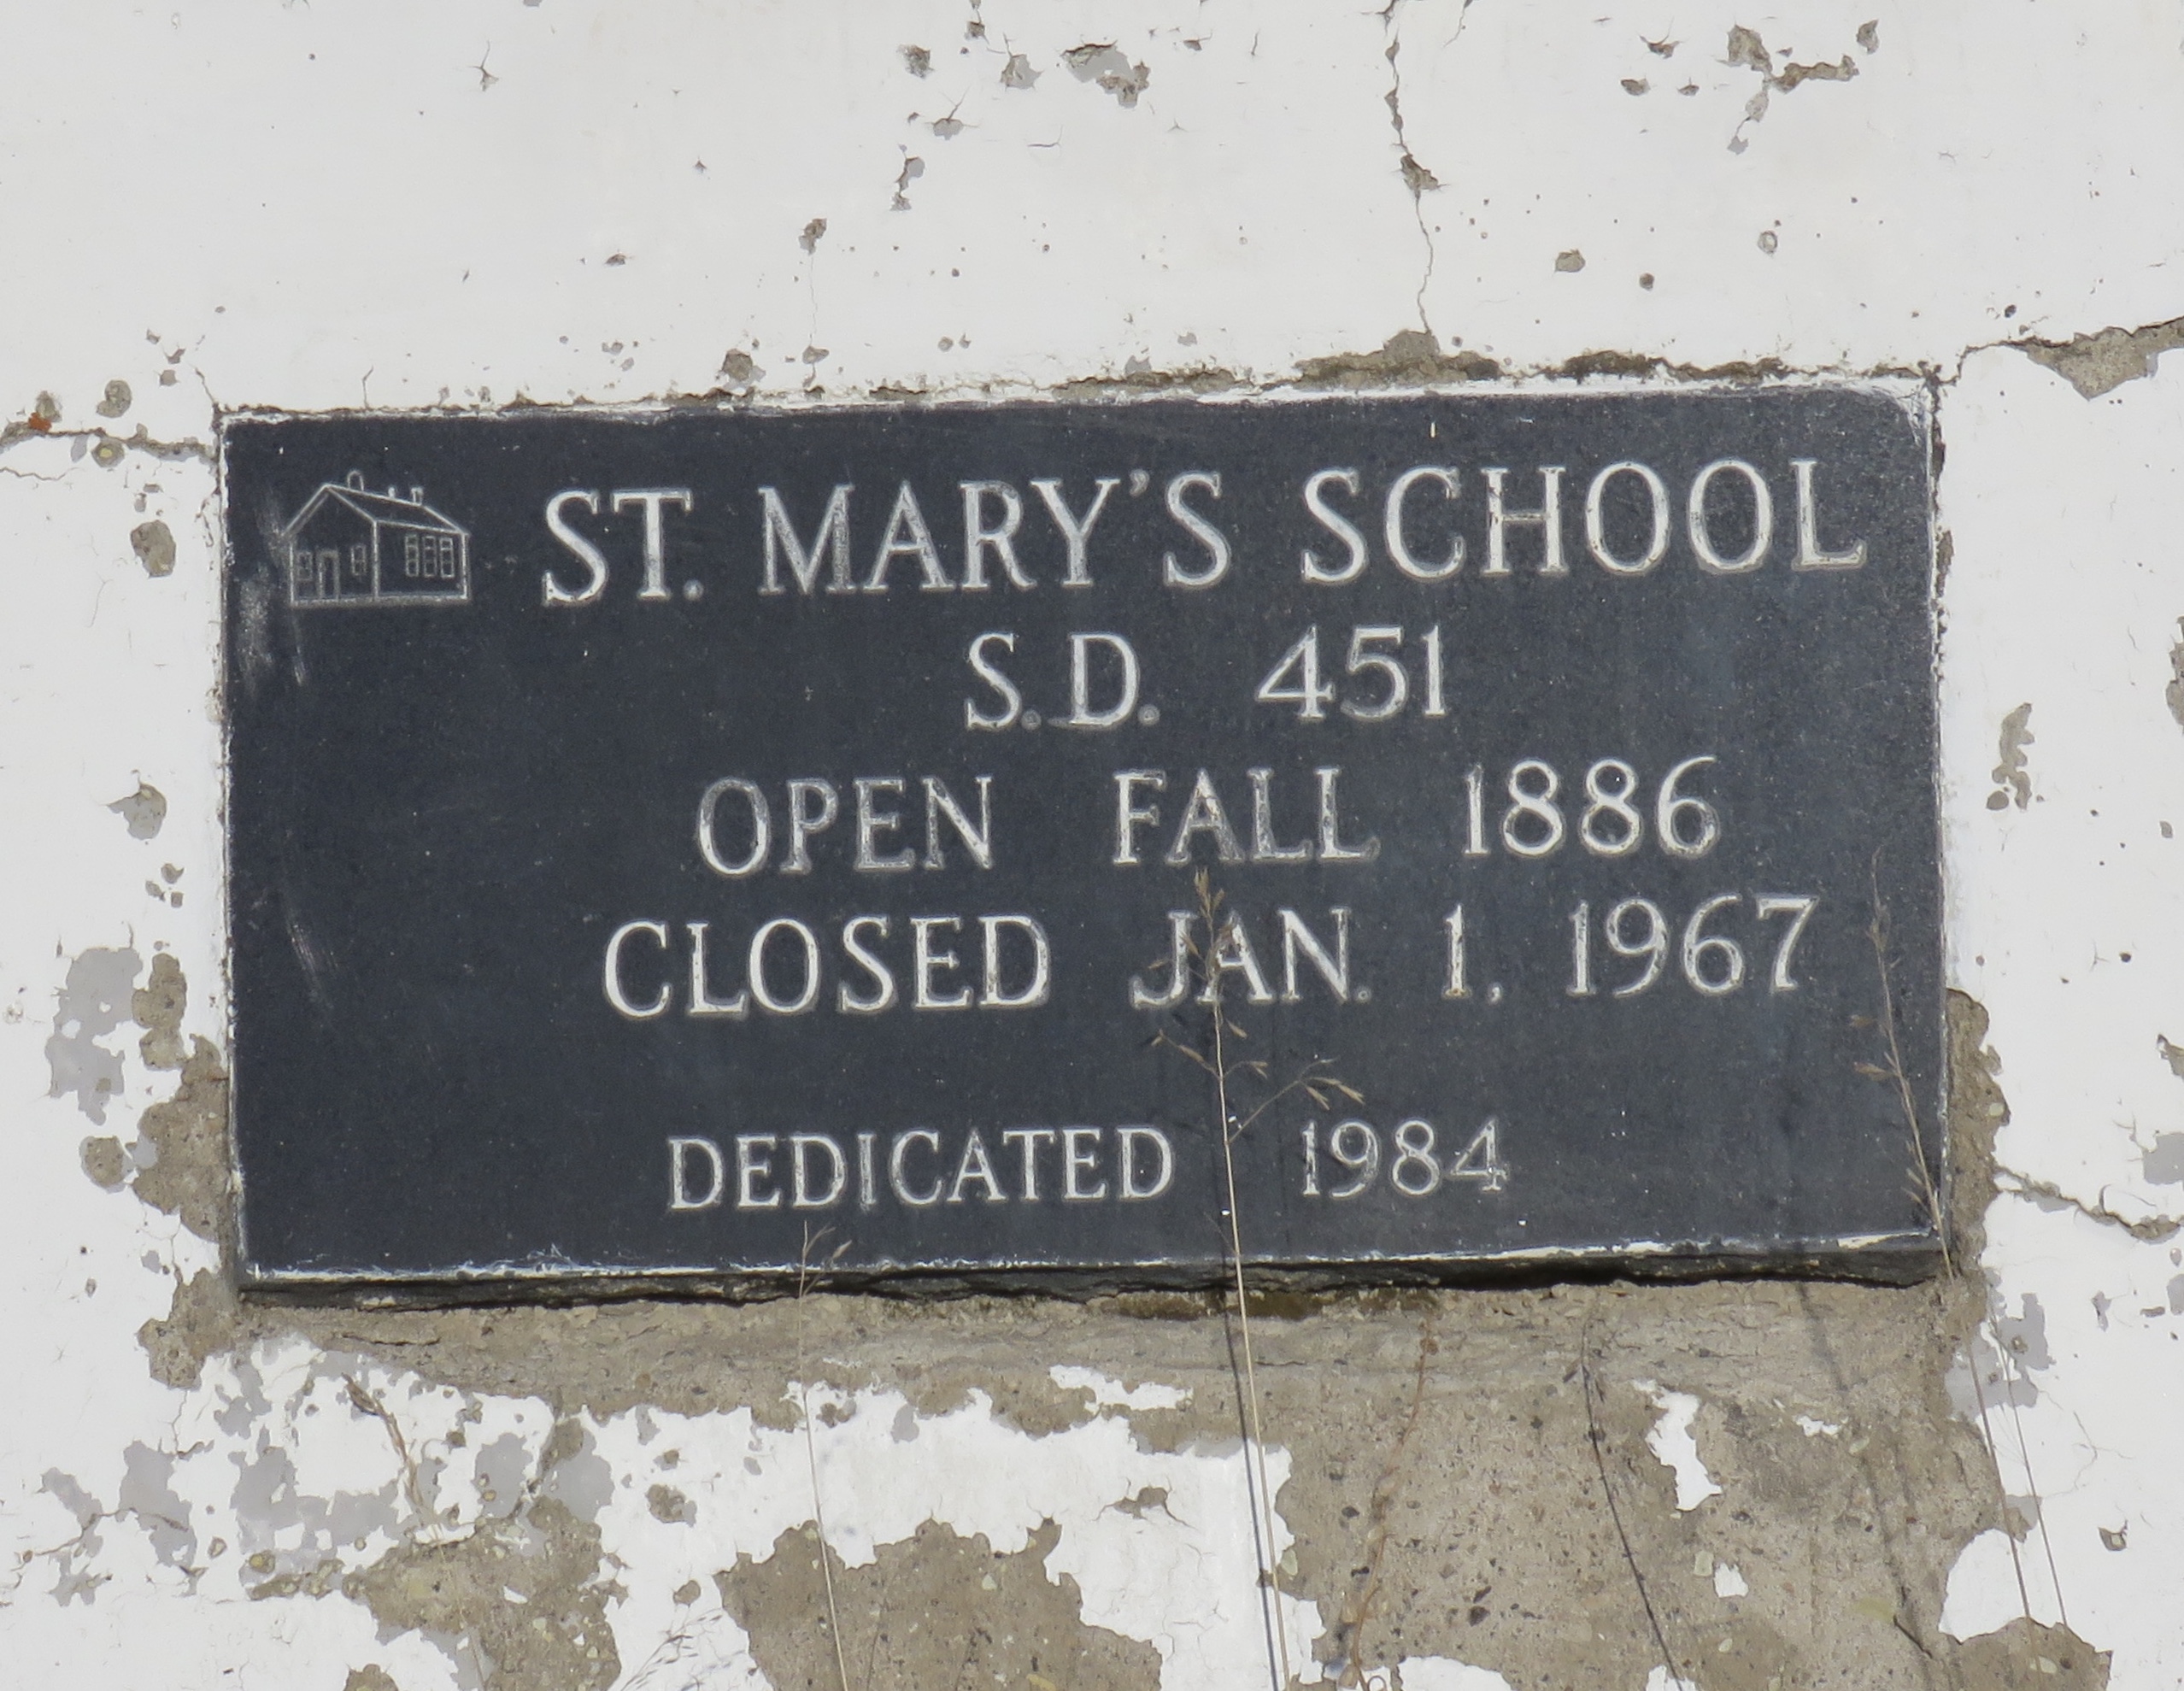 ST. MARY'S SCHOOL
S.D. 451
OPEN FALL 1886
CLOSED JAN. 1, 1967
DEDICATED 1984